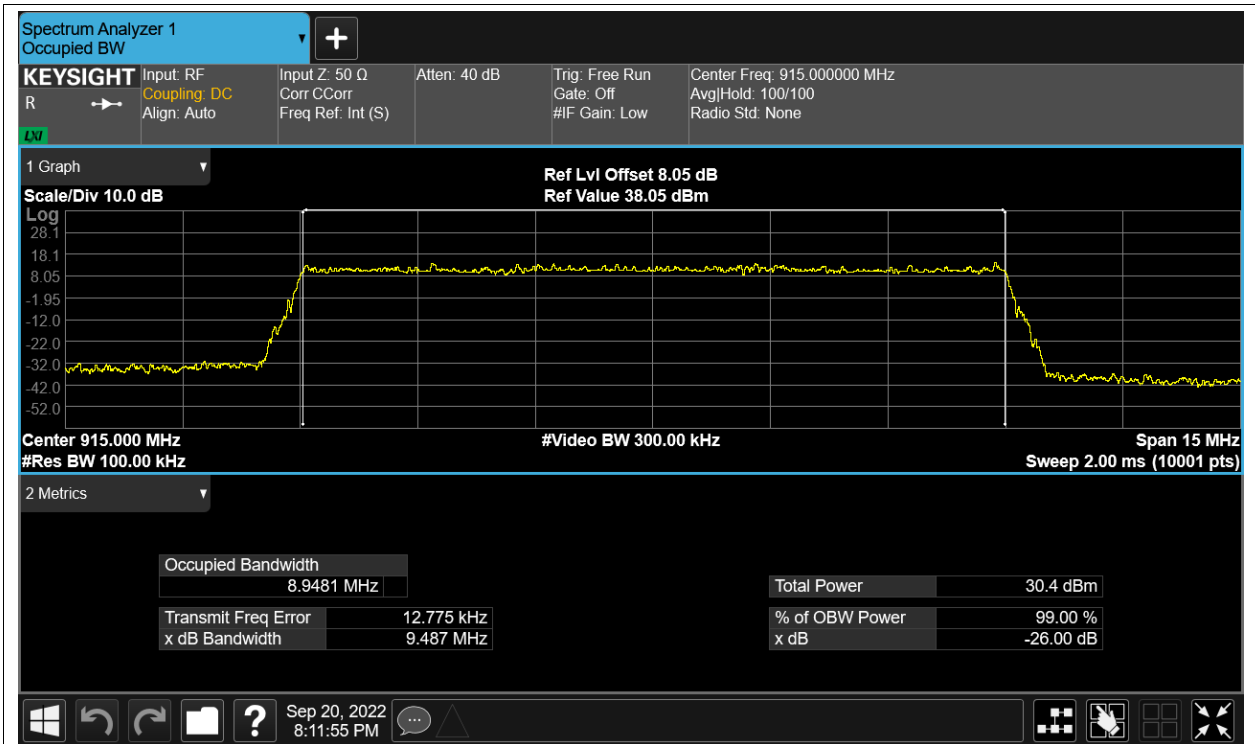 Spectrum Analyzer 1
Occupied BW
KEYSIGHT
R
LXI
Input: RF
Coupling: DC
Align: Auto
Input Z: 50 Ω
Corr CCorr
Freq Ref: Int (S)
Atten: 40 dB
Trig: Free Run
Gate: Off
#IF Gain: Low
Center Freq: 915.000000 MHz
Avg|Hold: 100/100
Radio Std: None
1 Graph
Scale/Div 10.0 dB
Ref Lvl Offset 8.05 dB
Ref Value 38.05 dBm
Log
28.1
18.1
8.05
-1.95
-12.0
-22.0
-32.0
-42.0
-52.0
Center 915.000 MHz
#Video BW 300.00 kHz
Span 15 MHz
#Res BW 100.00 kHz
Sweep 2.00 ms (10001 pts)
2 Metrics
Occupied Bandwidth
8.9481 MHz
Total Power 30.4 dBm
Transmit Freq Error 12.775 kHz
% of OBW Power 99.00 %
x dB Bandwidth 9.487 MHz
x dB -26.00 dB
?
Sep 20, 2022
8:11:55 PM